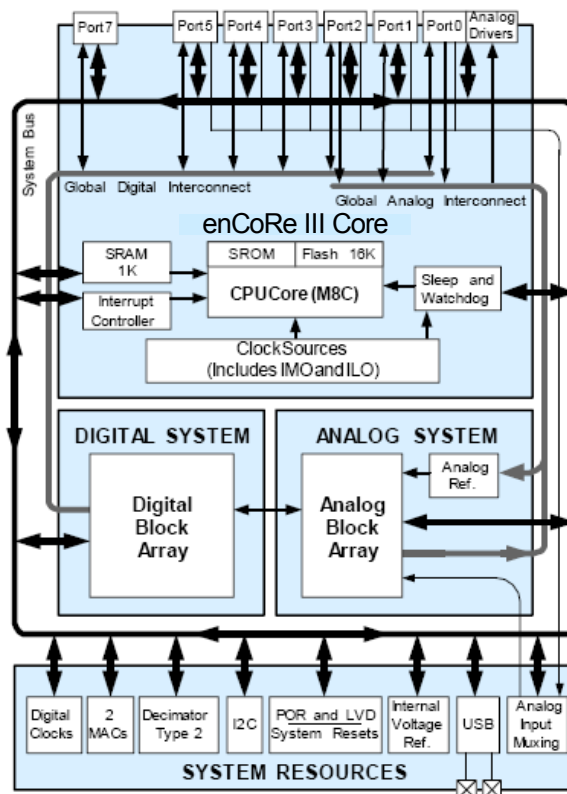 Port7
Port5
Port4
Port3
Port2
Port1
Port0
Analog
Drivers
System Bus
Global Digital Interconnect
Global Analog Interconnect
enCoRe III Core
SRAM
1K
SROM
Flash 16K
CPUCore (M8C)
Interrupt
Controller
Sleep and
Watchdog
ClockSources
(Includes IMO and ILO)
DIGITAL SYSTEM
ANALOG SYSTEM
Digital
Block
Array
Analog
Block
Array
Analog
Ref.
Digital
Clocks
2
MACs
Decimator
Type 2
I2C
POR and LVD
System Resets
Internal
Voltage
Ref.
USB
Analog
Input
Muxing
SYSTEM RESOURCES